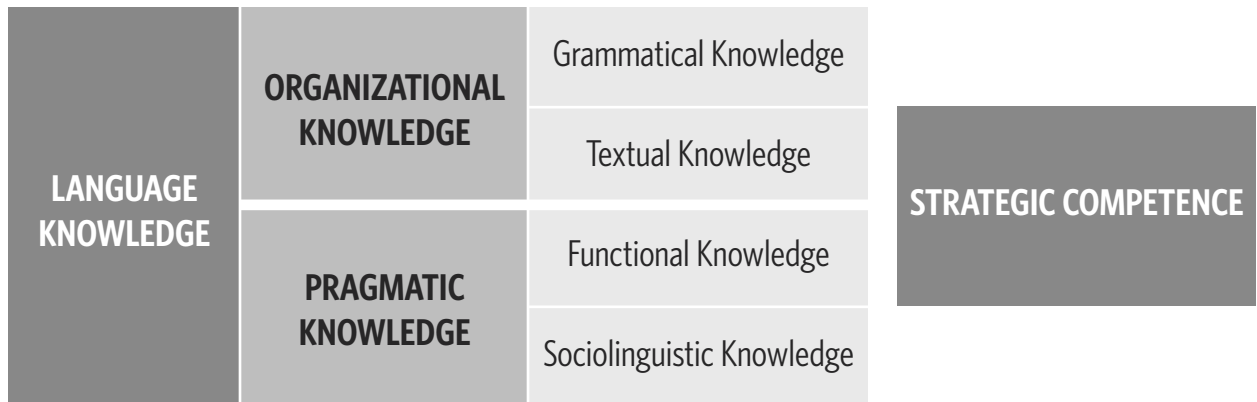 LANGUAGE
KNOWLEDGE
ORGANIZATIONAL
KNOWLEDGE
Grammatical Knowledge
Textual Knowledge
PRAGMATIC
KNOWLEDGE
Functional Knowledge
Sociolinguistic Knowledge
STRATEGIC COMPETENCE